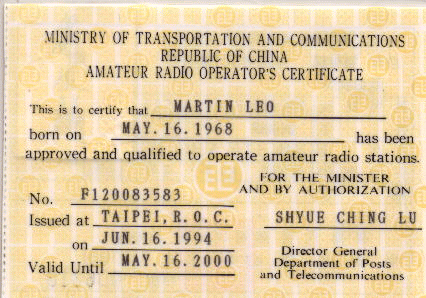 MINISTRY OF TRANSPORTATION AND COMMUNICATIONS
REPUBLIC OF CHINA
AMATEUR RADIO OPERATOR'S CERTIFICATE
This is to certify that MARTIN LEO
born on MAY.16.1968 has been
approved and qualified to operate amateur radio stations.
FOR THE MINISTER
AND BY AUTHORIZATION
No. F120083583
Issued at TAIPEI,R.O.C. SHYUE CHING LU
on JUN.16.1994
Director General
Department of Posts
and Telecommunications
Valid Until MAY.16.2000